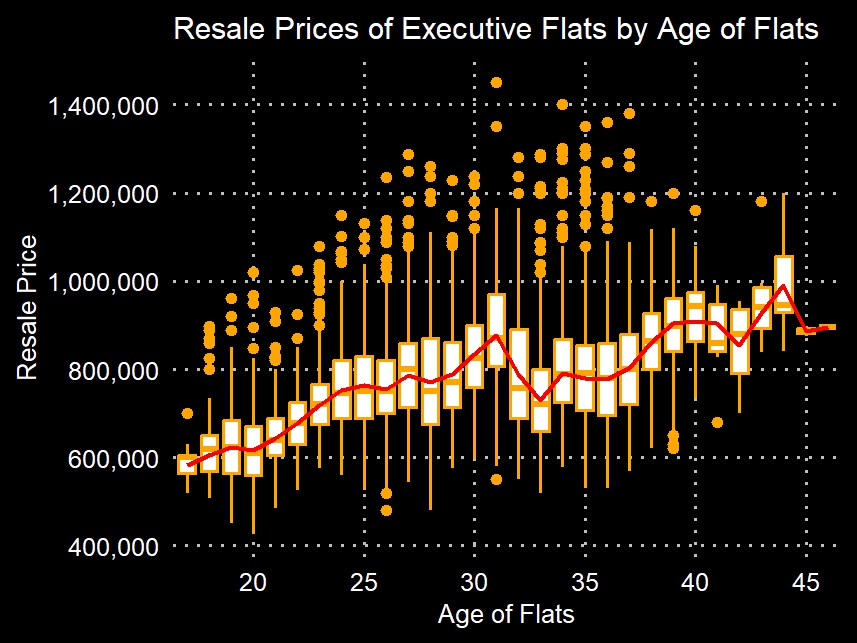 Resale Prices of Executive Flats by Age of Flats
1,400,000
1,200,000
1,000,000
800,000
600,000
400,000
Resale Price
20 25 30 35 40 45
Age of Flats